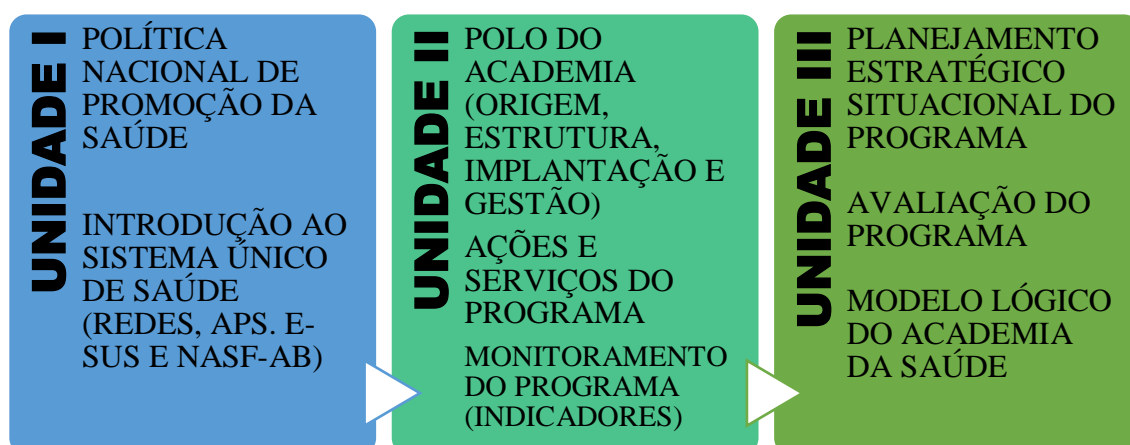 UNIDADE I
POLÍTICA
NACIONAL DE
PROMOÇÃO DA
SAÚDE
INTRODUÇÃO AO
SISTEMA ÚNICO
DE SAÚDE
(REDES, APS. E-
SUS E NASF-AB)
UNIDADE II
POLO DO
ACADEMIA
(ORIGEM,
ESTRUTURA,
IMPLANTAÇÃO E
GESTÃO)
AÇÕES E
SERVIÇOS DO
PROGRAMA
MONITORAMENTO
DO PROGRAMA
(INDICADORES)
UNIDADE III
PLANEJAMENTO
ESTRATÉGICO
SITUACIONAL DO
PROGRAMA
AVALIAÇÃO DO
PROGRAMA
MODELO LÓGICO
DO ACADEMIA
DA SAÚDE